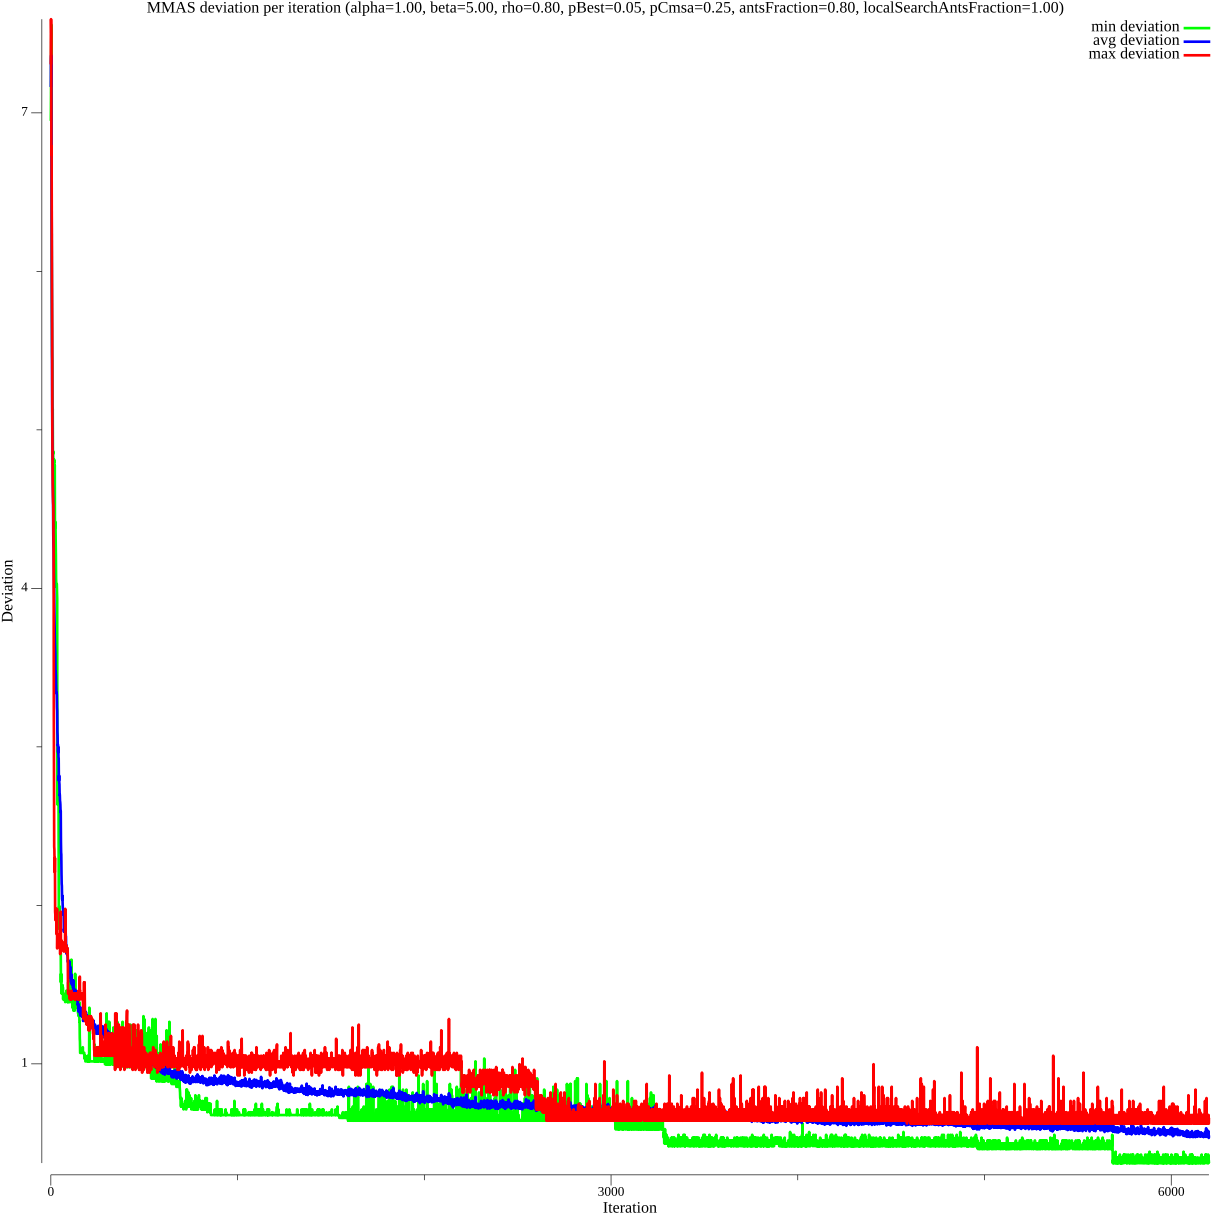 MMAS deviation per iteration (alpha=1.00, beta=5.00, rho=0.80, pBest=0.05, pCmsa=0.25, antsFraction=0.80, localSearchAntsFraction=1.00)
min deviation
avg deviation
max deviation
7
4
1
Deviation
0
3000
6000
Iteration